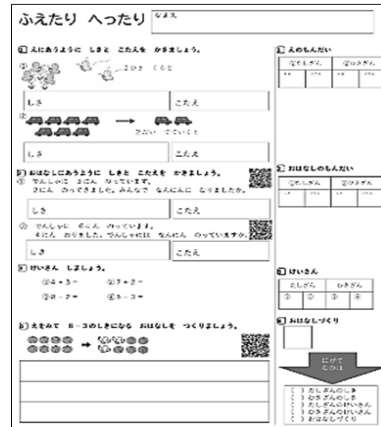 ふえたり へったり
なまえ
えにあうように しきと こたえを かきましょう。
①
2ひき くると
しき
こたえ
②
2だい でていくと
しき
こたえ
おはなしにあうように しきと こたえを かきましょう。
① でんしゃに 3にん のっています。
2にん のってきました。みんなで なんにんに なりましたか。
しき
こたえ
② でんしゃに 6にん のっています。
4にん おりました。でんしゃには なんにん のっていますか。
しき
こたえ
けいさん しましょう。
①4+3=
②7+2=
③8-2=
④5-3=
えをみて 8-3のしきになる おはなしを つくりましょう。
えのもんだい
①たしざん
②ひきざん
おはなしのもんだい
①たしざん
②ひきざん
けいさん
たしざん
ひきざん
① ② ③ ④
おはなしづくり
にがて
なのは
( ) たしざんのしき
( ) ひきざんのしき
( ) たしざんのけいさん
( ) ひきざんのけいさん
( ) おはなしづくり